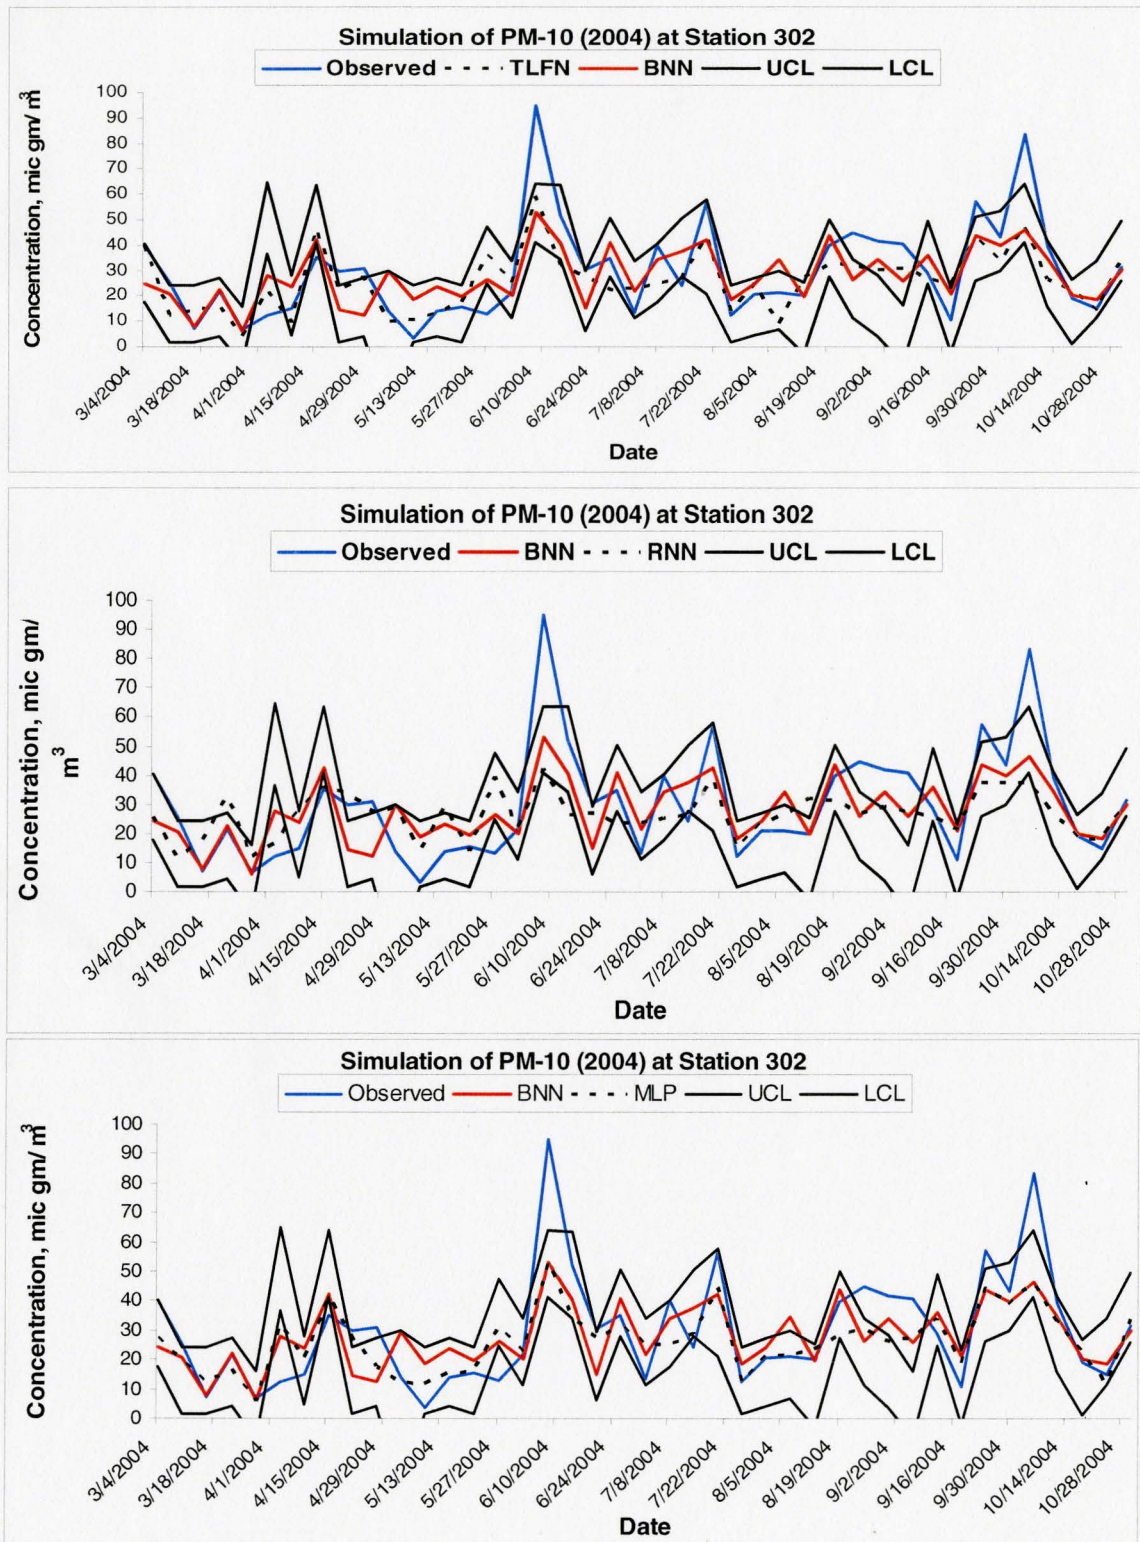 Simulation of PM-10 (2004) at Station 302
Observed TLFN BNN UCL LCL
Concentration, mic gm/ m³
100
90
80
70
60
50
40
30
20
10
0
3/4/2004 3/18/2004 4/1/2004 4/15/2004 4/29/2004 5/13/2004 5/27/2004 6/10/2004 6/24/2004 7/8/2004 7/22/2004 8/5/2004 8/19/2004 9/2/2004 9/16/2004 9/30/2004 10/14/2004 10/28/2004
Date
Simulation of PM-10 (2004) at Station 302
Observed BNN RNN UCL LCL
Concentration, mic gm/
m³
100
90
80
70
60
50
40
30
20
10
0
3/4/2004 3/18/2004 4/1/2004 4/15/2004 4/29/2004 5/13/2004 5/27/2004 6/10/2004 6/24/2004 7/8/2004 7/22/2004 8/5/2004 8/19/2004 9/2/2004 9/16/2004 9/30/2004 10/14/2004 10/28/2004
Date
Simulation of PM-10 (2004) at Station 302
Observed BNN MLP UCL LCL
Concentration, mic gm/ m³
100
90
80
70
60
50
40
30
20
10
0
3/4/2004 3/18/2004 4/1/2004 4/15/2004 4/29/2004 5/13/2004 5/27/2004 6/10/2004 6/24/2004 7/8/2004 7/22/2004 8/5/2004 8/19/2004 9/2/2004 9/16/2004 9/30/2004 10/14/2004 10/28/2004
Date